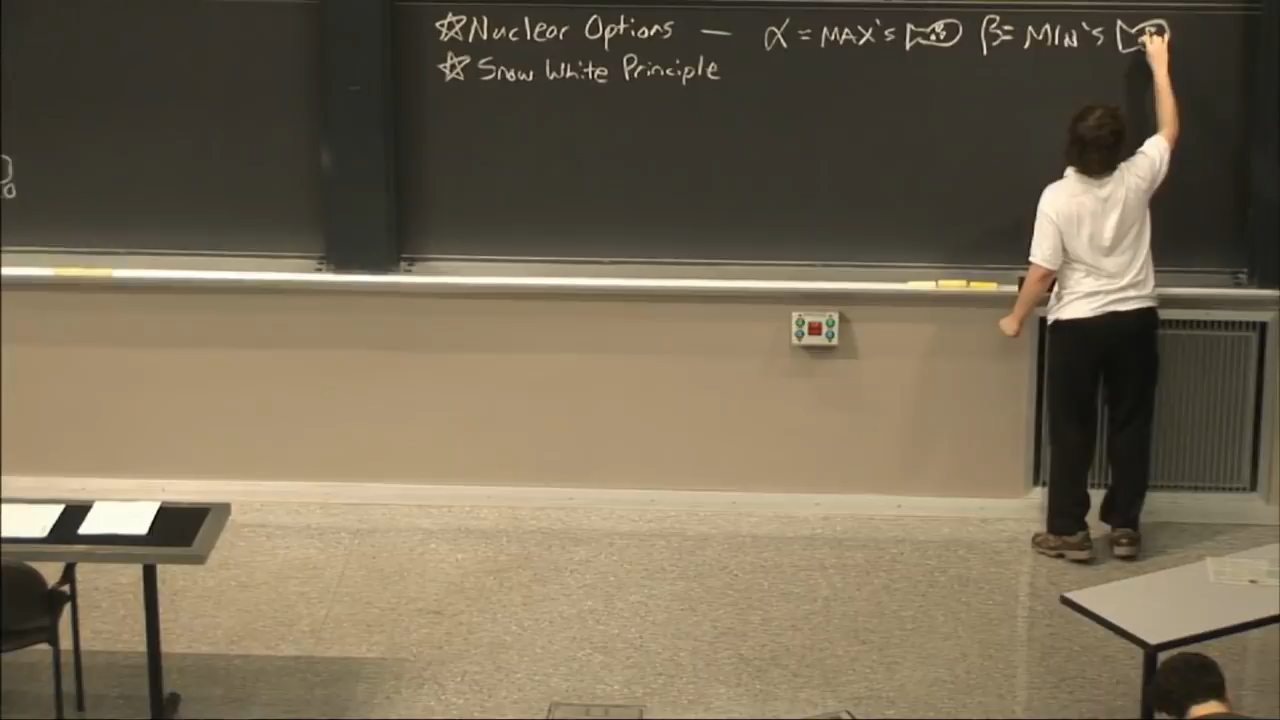 Nuclear Options — α = MAX'S β = MIN'S
Snow White Principle